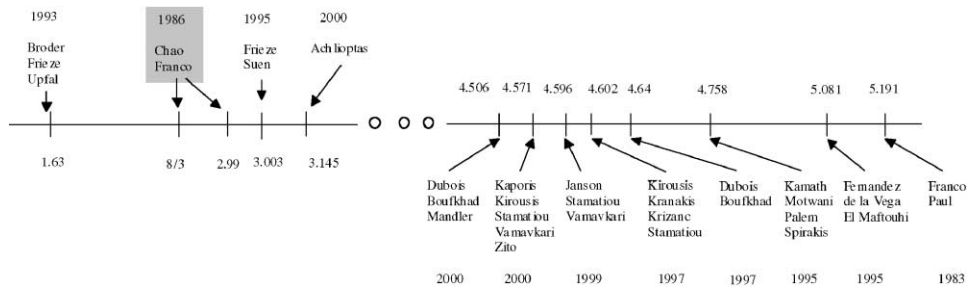 1993
1986
1995
2000
Broder
Frieze
Upfal
Chao
Franco
Frieze
Suen
Achlioptas
4.506
4.571
4.596
4.602
4.64
4.758
5.081
5.191
1.63
8/3
2.99
3.003
3.145
Dubois
Boufkhad
Mandler
Kaporis
Kirousis
Stamatiou
Vamavkari
Zito
Janson
Stamatiou
Vamavkari
Kirousis
Kranakis
Krizanc
Stamatiou
Dubois
Boufkhad
Kamath
Motwani
Palem
Spirakis
Fernandez
de la Vega
El Maftouhi
Franco
Paul
2000
2000
1999
1997
1997
1995
1995
1983